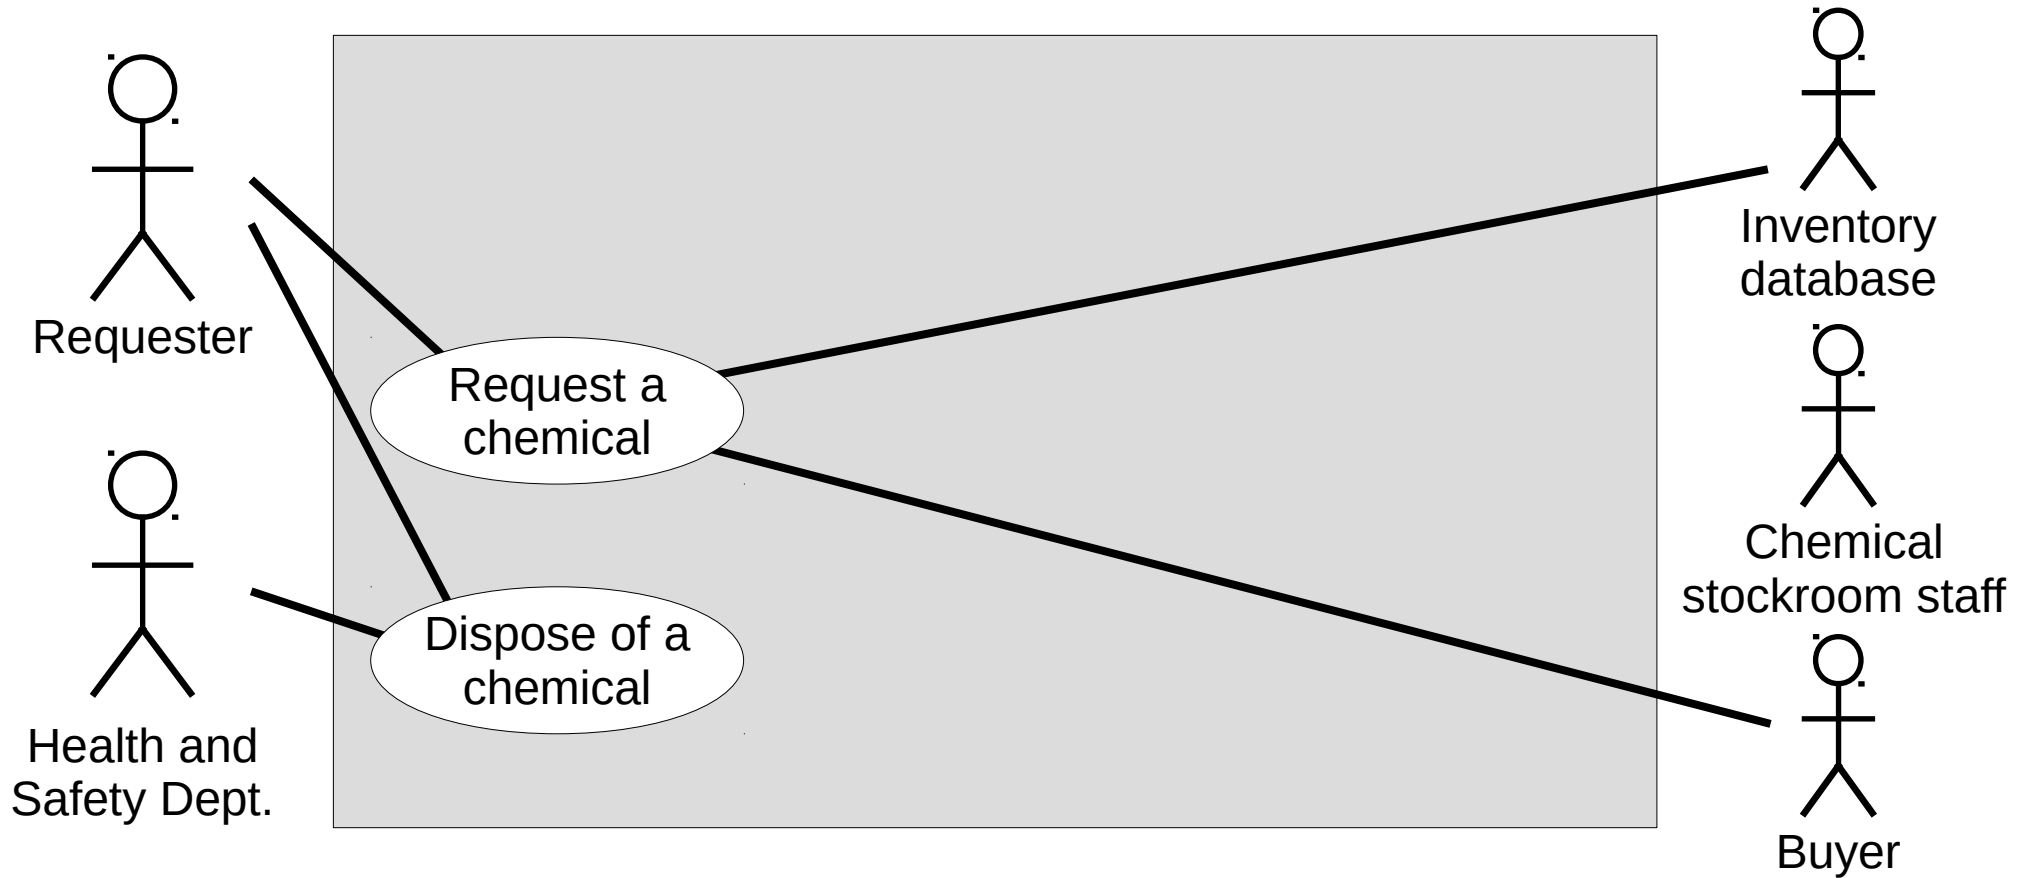 Requester
Health and
Safety Dept.
Request a
chemical
Dispose of a
chemical
Inventory
database
Chemical
stockroom staff
Buyer